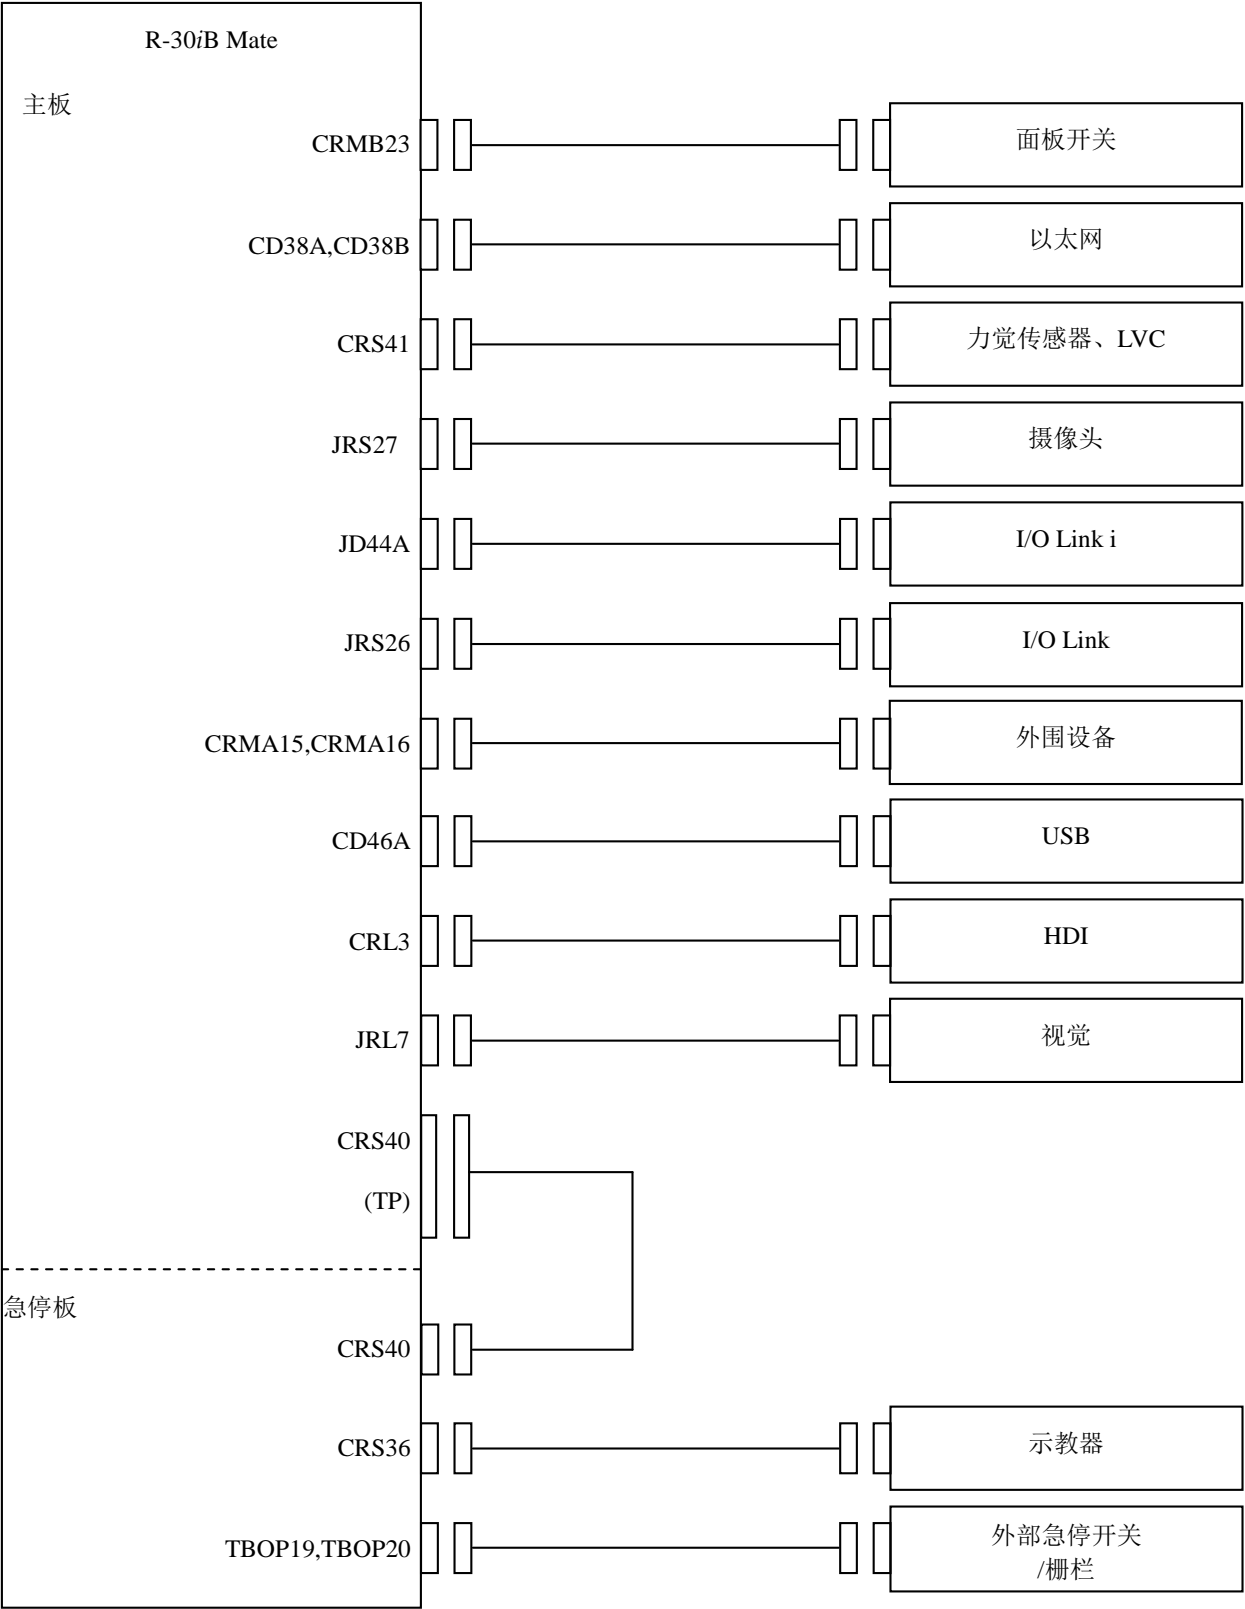 R-30iB Mate
主板
CRMB23
面板开关
CD38A,CD38B
以太网
CRS41
力觉传感器、LVC
JRS27
摄像头
JD44A
I/O Link i
JRS26
I/O Link
CRMA15,CRMA16
外围设备
CD46A
USB
CRL3
HDI
JRL7
视觉
CRS40
(TP)
急停板
CRS40
CRS36
示教器
TBOP19,TBOP20
外部急停开关
/栅栏